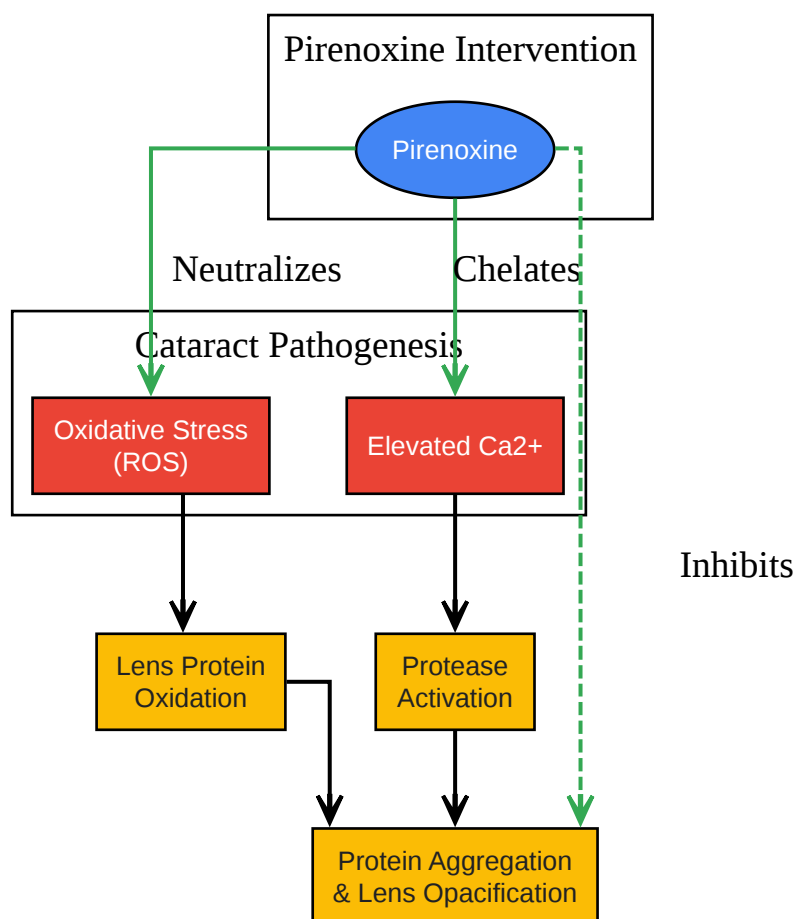 Pirenoxine Intervention
Pirenoxine
Neutralizes
Chelates
Cataract Pathogenesis
Oxidative Stress
(ROS)
Elevated Ca2+
Inhibits
Lens Protein
Oxidation
Protease
Activation
Protein Aggregation
& Lens Opacification